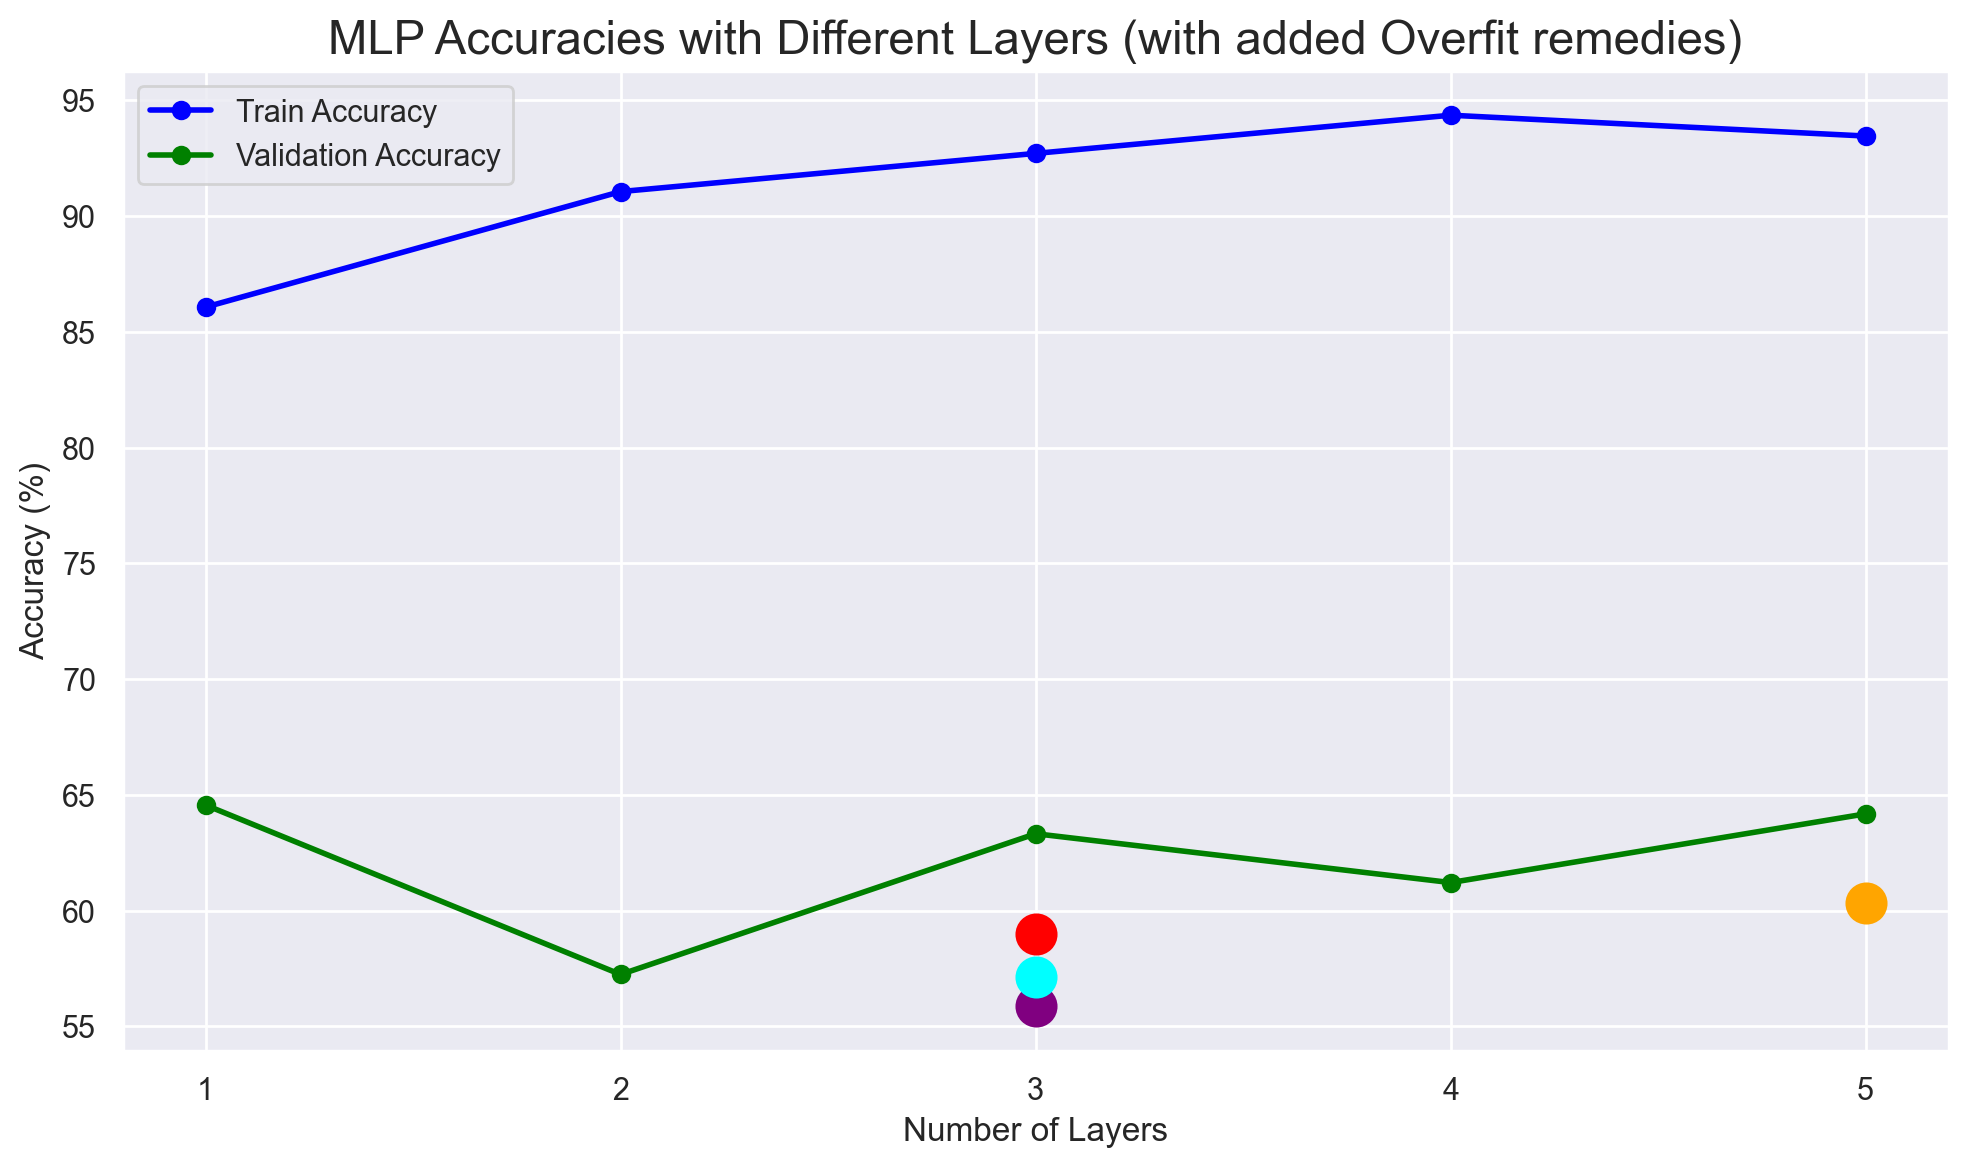 MLP Accuracies with Different Layers (with added Overfit remedies)
Train Accuracy
Validation Accuracy
95
90
85
80
75
70
65
60
55
Accuracy (%)
1 2 3 4 5
Number of Layers